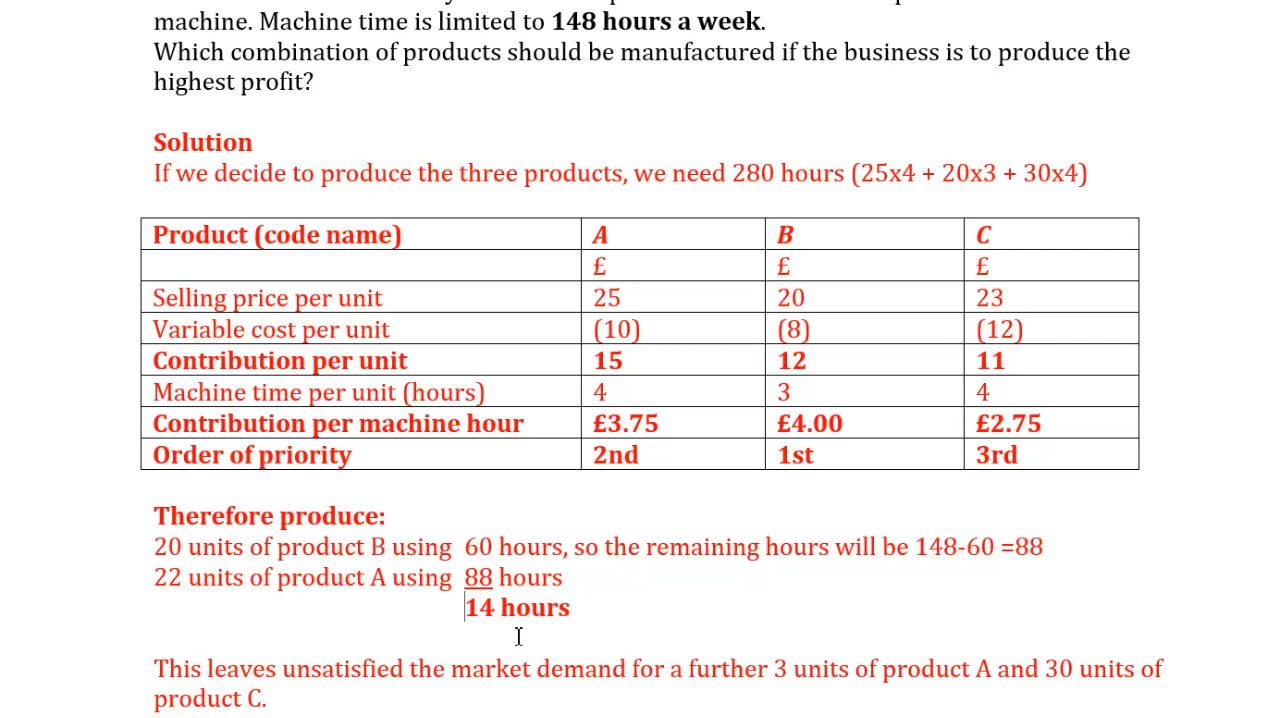 machine. Machine time is limited to 148 hours a week.
Which combination of products should be manufactured if the business is to produce the
highest profit?
Solution
If we decide to produce the three products, we need 280 hours (25x4 + 20x3 + 30x4)
Product (code name) A B C
£ £ £
Selling price per unit 25 20 23
Variable cost per unit (10) (8) (12)
Contribution per unit 15 12 11
Machine time per unit (hours) 4 3 4
Contribution per machine hour £3.75 £4.00 £2.75
Order of priority 2nd 1st 3rd
Therefore produce:
20 units of product B using 60 hours, so the remaining hours will be 148-60 =88
22 units of product A using 88 hours
14 hours
This leaves unsatisfied the market demand for a further 3 units of product A and 30 units of
product C.